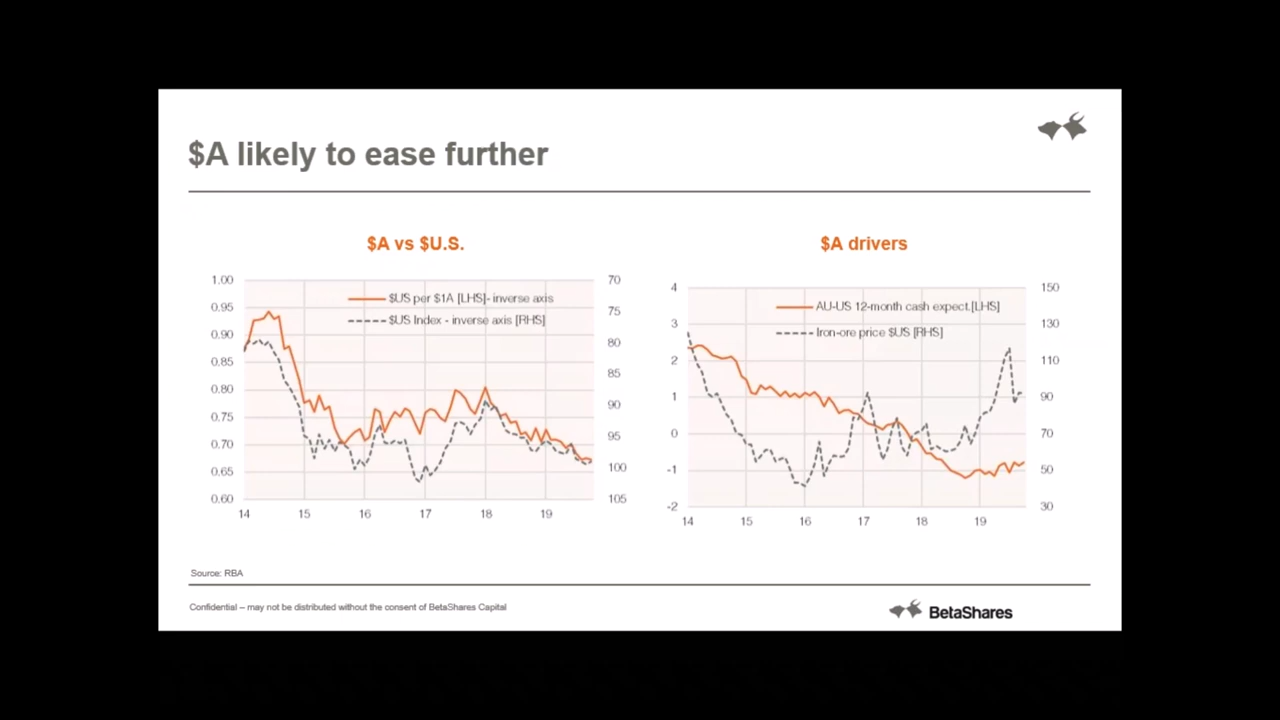 $A likely to ease further
$A vs $U.S.
1.00
0.95
0.90
0.85
0.80
0.75
0.70
0.65
0.60
$US per $1A [LHS]- inverse axis
$US Index - inverse axis [RHS]
70
75
80
85
90
95
100
105
14 15 16 17 18 19
$A drivers
4
3
2
1
0
-1
-2
AU-US 12-month cash expect.[LHS]
Iron-ore price $US [RHS]
150
130
110
90
70
50
30
14 15 16 17 18 19
Source: RBA
Confidential – may not be distributed without the consent of BetaShares Capital
BetaShares